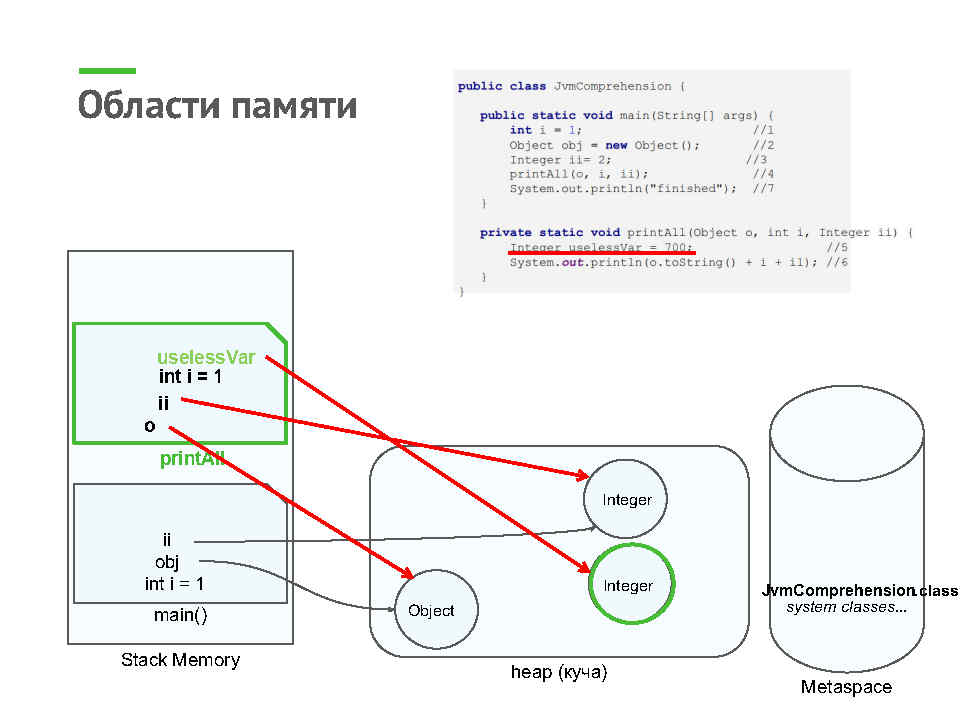 Области памяти
public class JvmComprehension {
public static void main(String[] args) {
int i = 1; //1
Object obj = new Object(); //2
Integer ii= 2; //3
printAll(o, i, ii); //4
System.out.println("finished"); //7
}
private static void printAll(Object o, int i, Integer ii) {
Integer uselessVar = 700; //5
System.out.println(o.toString() + i + ii); //6
}
}
uselessVar
int i = 1
ii
o
printAll
ii
obj
int i = 1
main()
Stack Memory
Integer
Integer
Object
heap (куча)
JvmComprehension.class
system classes...
Metaspace